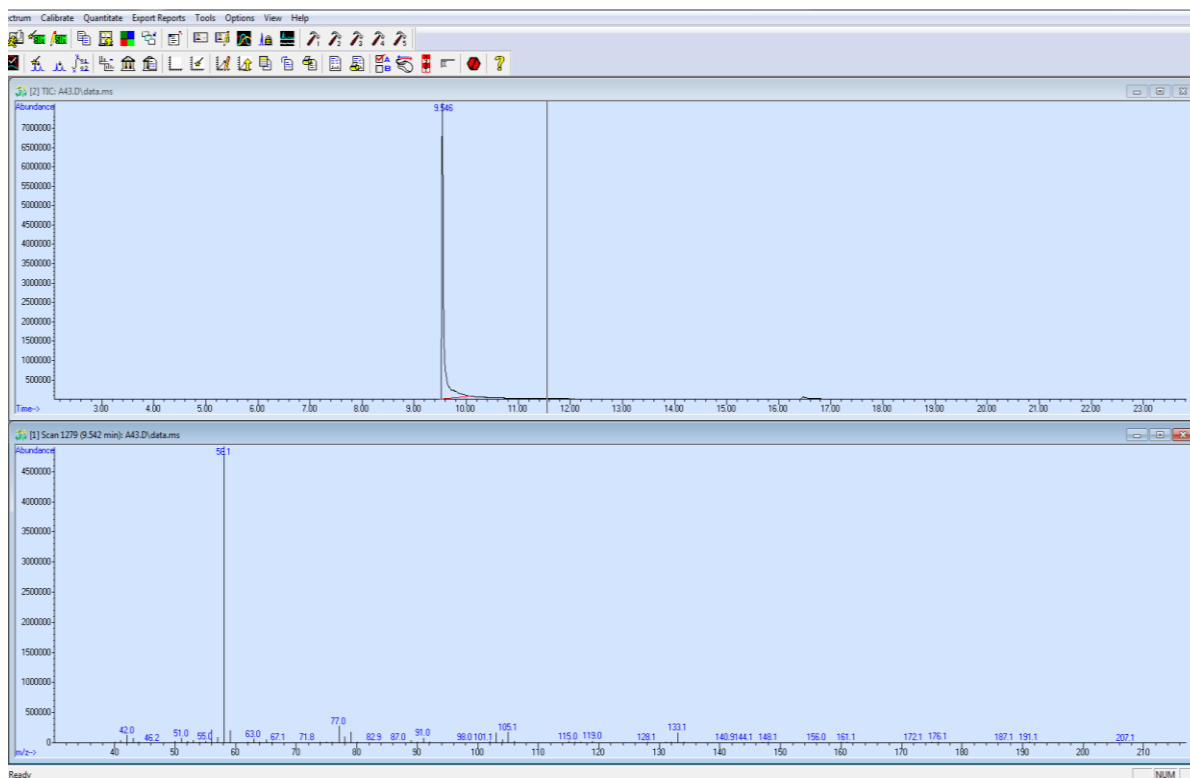 ctrum Calibrate Quantitate Export Reports Tools Options View Help
[2] TIC: A43.D\data.ms
Abundance
9.546
7000000
6500000
6000000
5500000
5000000
4500000
4000000
3500000
3000000
2500000
2000000
1500000
1000000
500000
Time--> 3.00 4.00 5.00 6.00 7.00 8.00 9.00 10.00 11.00 12.00 13.00 14.00 15.00 16.00 17.00 18.00 19.00 20.00 21.00 22.00 23.00
[1] Scan 1279 (9.542 min): A43.D\data.ms
Abundance
58.1
4500000
4000000
3500000
3000000
2500000
2000000
1500000
1000000
500000
42.0 46.2 51.0 55.0 63.0 67.1 71.8 77.0 82.9 87.0 91.0 98.0 101.1 105.1 115.0 119.0 128.1 133.1 140.9 144.1 148.1 156.0 161.1 172.1 176.1 187.1 191.1 207.1
0
m/z--> 40 50 60 70 80 90 100 110 120 130 140 150 160 170 180 190 200 210
Ready NUM